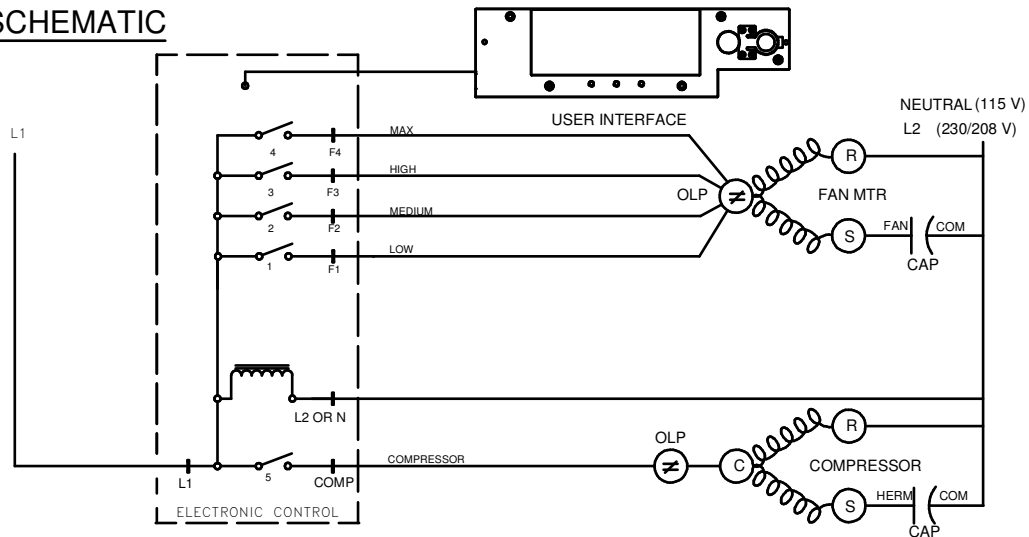 SCHEMATIC
L1
USER INTERFACE
NEUTRAL (115 V)
L2 (230/208 V)
4
F4
MAX
3
F3
HIGH
2
F2
MEDIUM
1
F1
LOW
OLP
≠
R
S
FAN MTR
FAN
COM
CAP
L2 OR N
L1
5
COMP
COMPRESSOR
OLP
≠
C
R
S
COMPRESSOR
HERM
COM
CAP
ELECTRONIC CONTROL